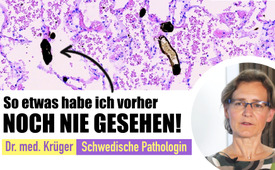 So etwas habe ich vorher
NOCH NIE GESEHEN!
Dr. med. Krüger Schwedische Pathologin